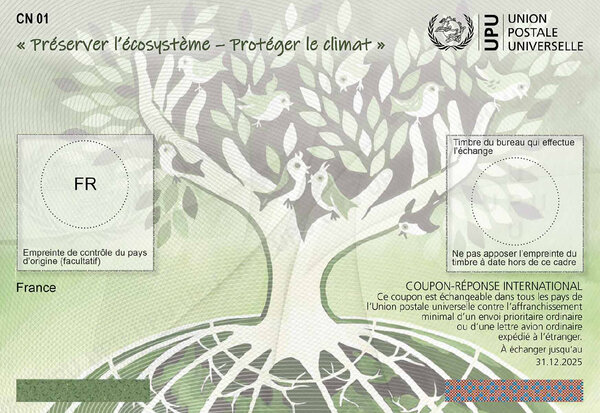 CN 01
« Préserver l'écosystème – Protéger le climat »
UPU
UNION
POSTALE
UNIVERSELLE
FR
Empreinte de contrôle du pays
d'origine (facultatif)
Timbre du bureau qui effectue
l'échange
Ne pas apposer l'empreinte du
timbre à date hors de ce cadre
France
COUPON-RÉPONSE INTERNATIONAL
Ce coupon est échangeable dans tous les pays de
l'Union postale universelle contre l'affranchissement
minimal d'un envoi prioritaire ordinaire
ou d'une lettre avion ordinaire
expédié à l'étranger.
À échanger jusqu'au
31.12.2025